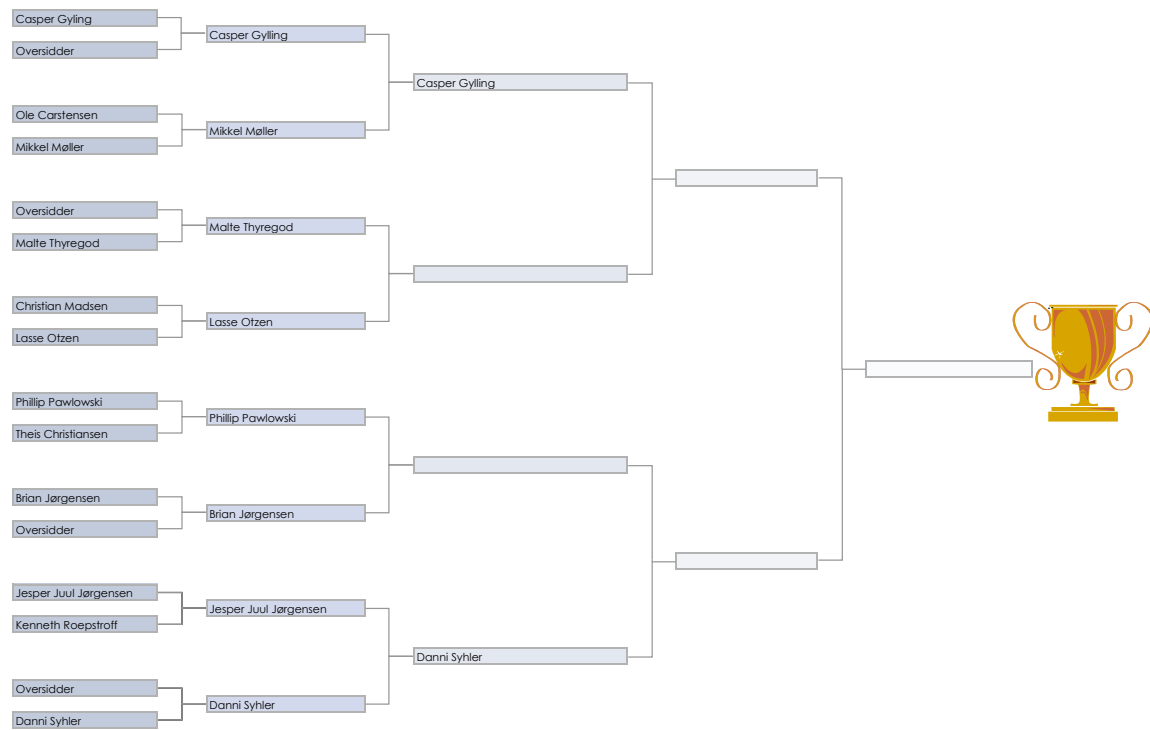 Casper Gyling
Oversidder
Ole Carstensen
Mikkel Møller
Oversidder
Malte Thyregod
Christian Madsen
Lasse Otzen
Phillip Pawlowski
Theis Christiansen
Brian Jørgensen
Oversidder
Jesper Juul Jørgensen
Kenneth Roepstroff
Oversidder
Danni Syhler
Casper Gylling
Mikkel Møller
Malte Thyregod
Lasse Otzen
Phillip Pawlowski
Brian Jørgensen
Jesper Juul Jørgensen
Danni Syhler
Casper Gylling
Danni Syhler